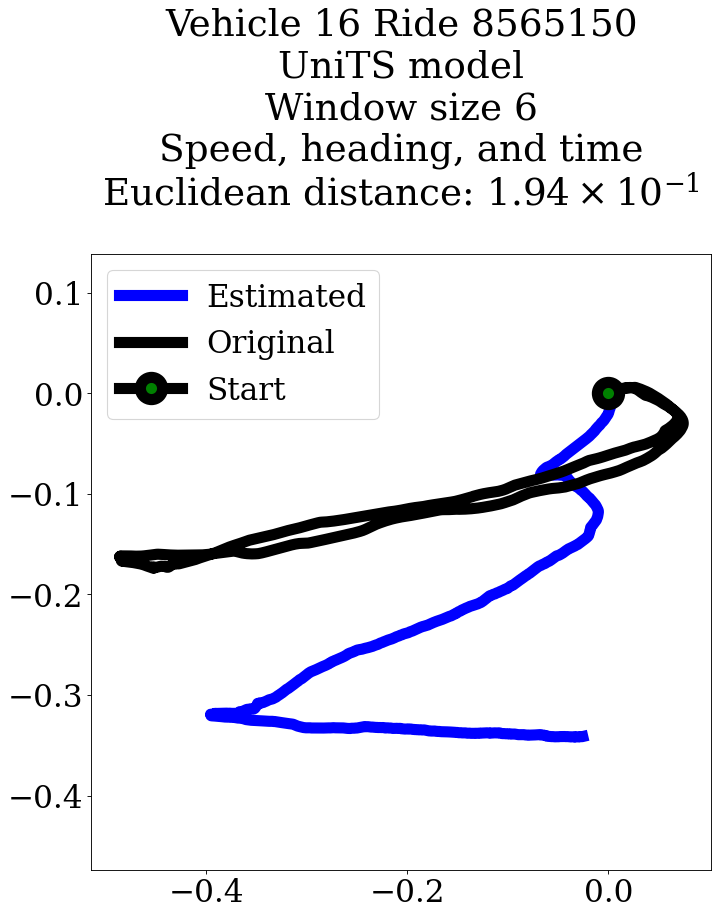 Vehicle 16 Ride 8565150
UniTS model
Window size 6
Speed, heading, and time
Euclidean distance: 1.94 × 10⁻¹
Estimated
Original
Start
0.1
0.0
−0.1
−0.2
−0.3
−0.4
−0.4 −0.2 0.0